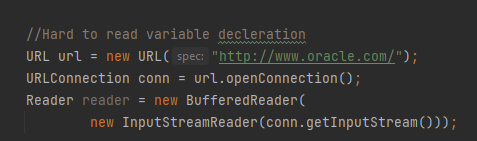 //Hard to read variable decleration
URL url = new URL( spec: "http://www.oracle.com/");
URLConnection conn = url.openConnection();
Reader reader = new BufferedReader(
new InputStreamReader(conn.getInputStream()));